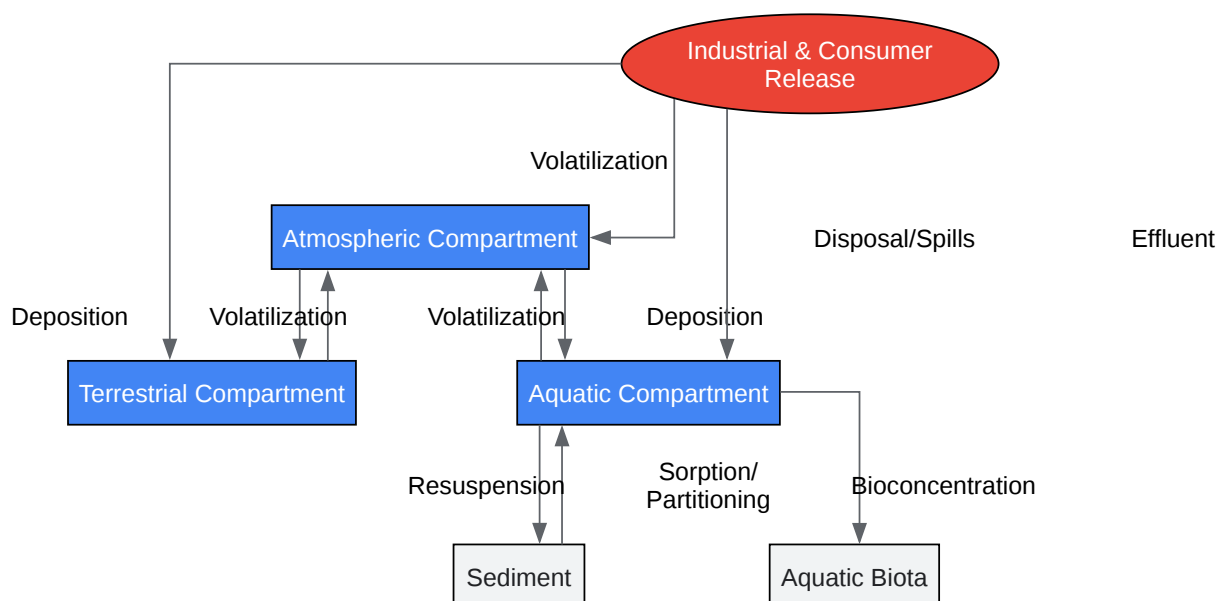 Industrial & Consumer
Release
Volatilization
Atmospheric Compartment
Disposal/Spills
Effluent
Deposition
Volatilization
Volatilization
Deposition
Terrestrial Compartment
Aquatic Compartment
Resuspension
Sorption/
Partitioning
Bioconcentration
Sediment
Aquatic Biota